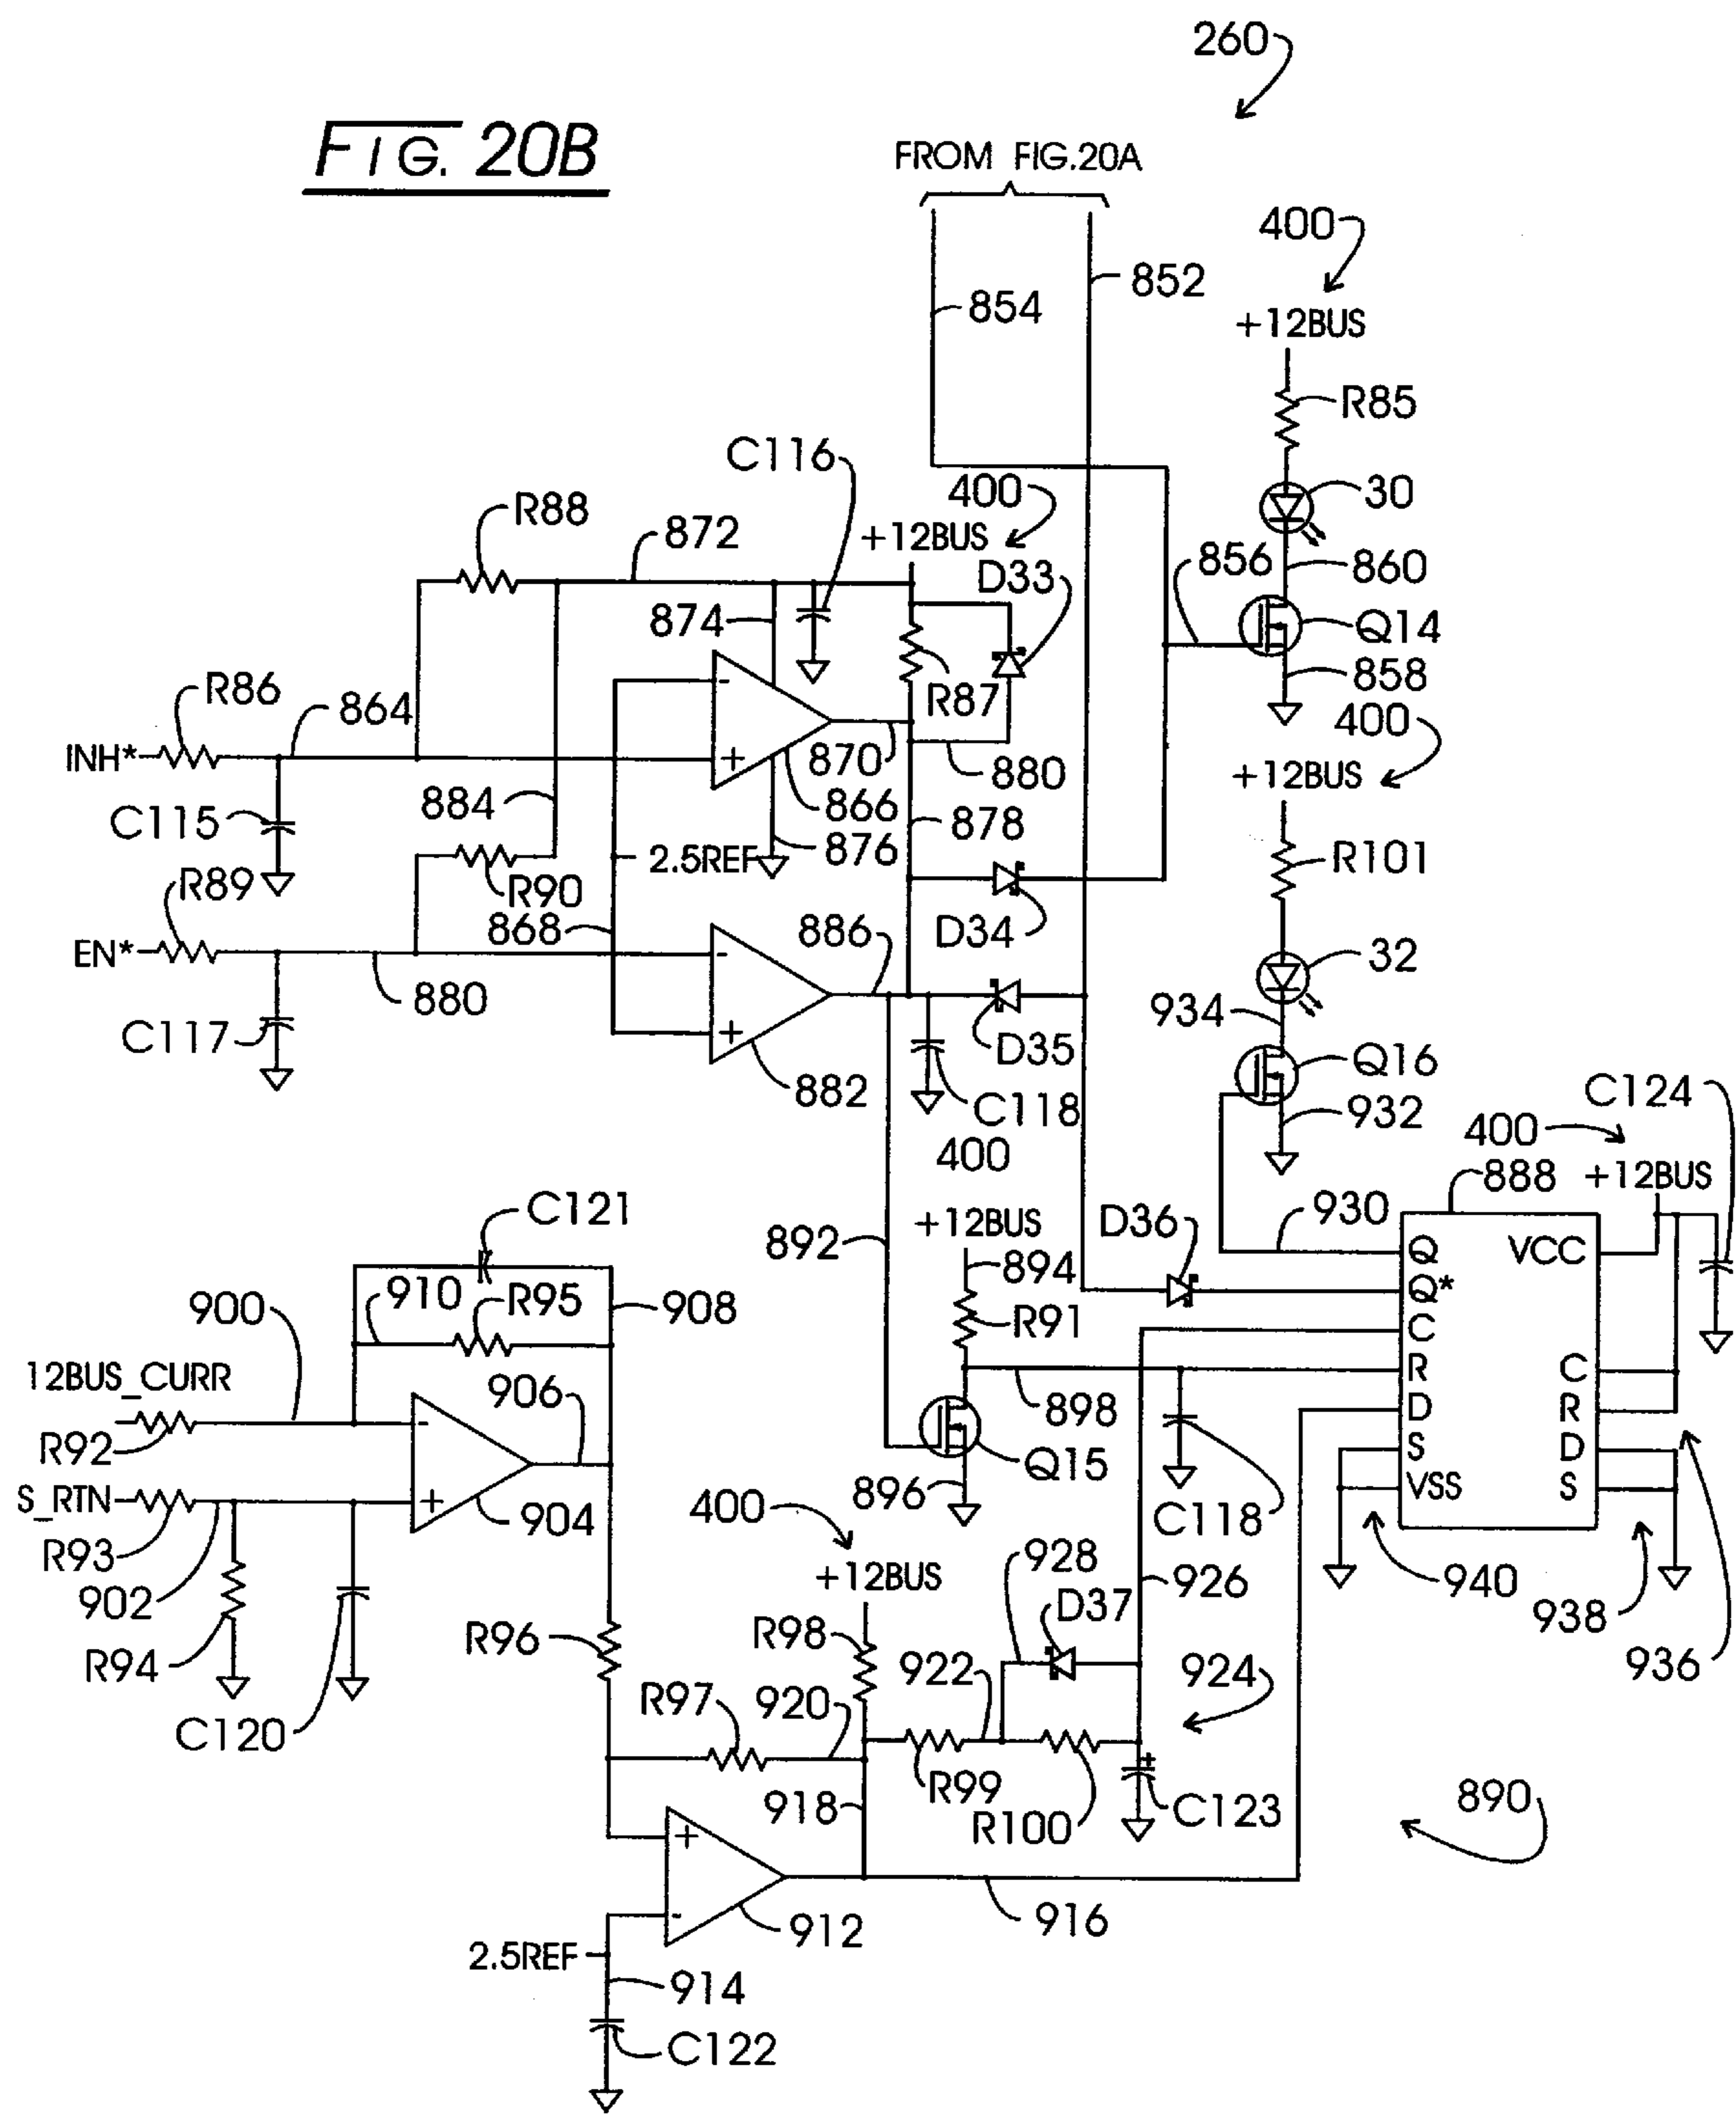 260
FIG. 20B
FROM FIG.20A
400
852
854
+12BUS
R85
C116
30
R88
400
872
+12BUS
D33
856
860
874
Q14
R86
864
R87
858
400
INH*
+
-
870
880
+12BUS
C115
884
866
878
2.5REF
876
R101
R89
R90
868
886
D34
EN*
-
32
880
934
C117
+
D35
Q16
882
C118
932
C124
400
400
888
+12BUS
C121
+12BUS
D36
930
892
Q
VCC
894
Q*
910
R95
908
900
R91
C
12BUS_CURR
R
C
906
898
D
R
-
R92
Q15
S
D
S_RTN
+
896
VSS
S
904
400
C118
R93
928
926
940
902
+12BUS
D37
938
R96
R98
924
936
R94
922
R97
920
C120
+
R99
918
R100
C123
890
+
-
912
916
2.5REF
914
C122